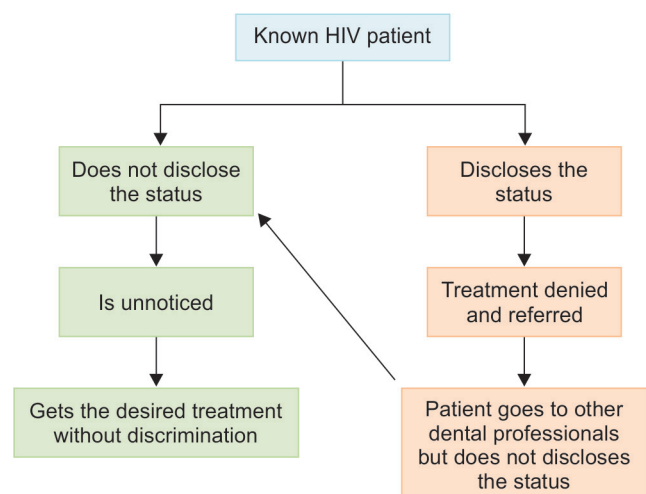 Known HIV patient
Does not disclose
the status
Discloses the
status
Is unnoticed
Treatment denied
and referred
Gets the desired treatment
without discrimination
Patient goes to other
dental professionals
but does not discloses
the status